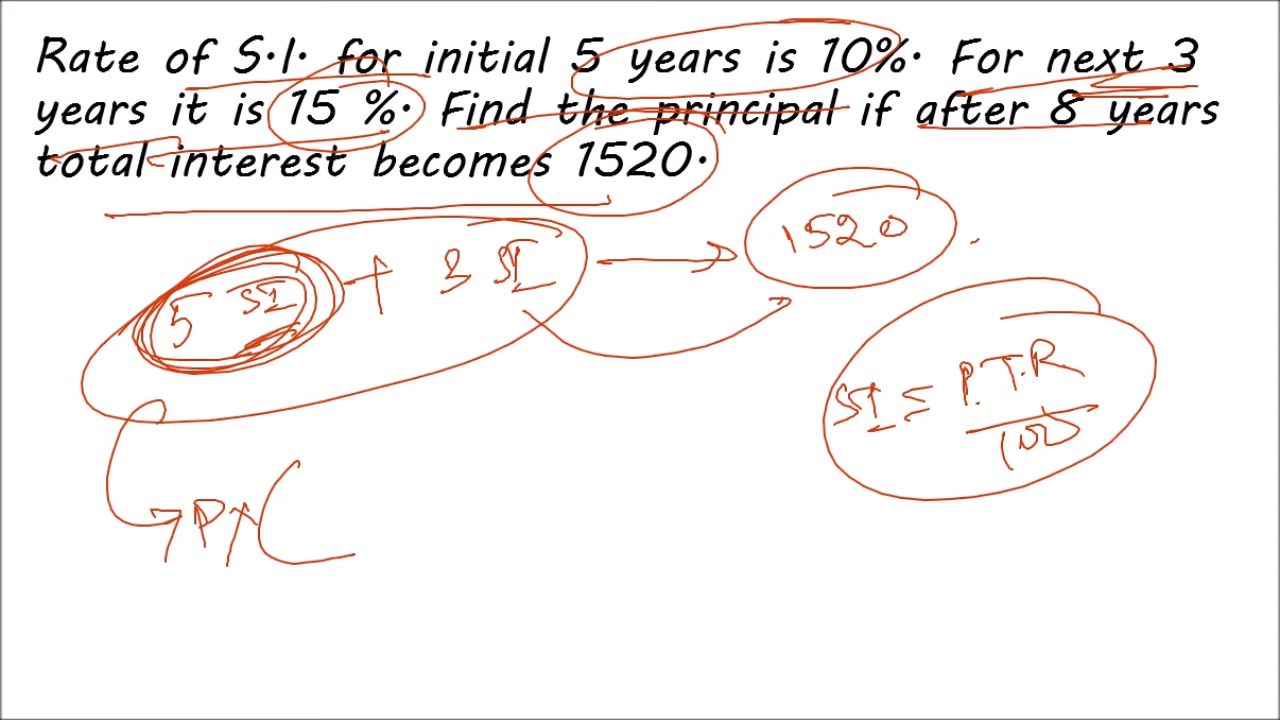 Rate of S.I. for initial 5 years is 10%. For next 3
years it is 15 %. Find the principal if after 8 years
total interest becomes 1520.
5 SI + 3 SI → 1520
SI = P.T.R
100
P x (